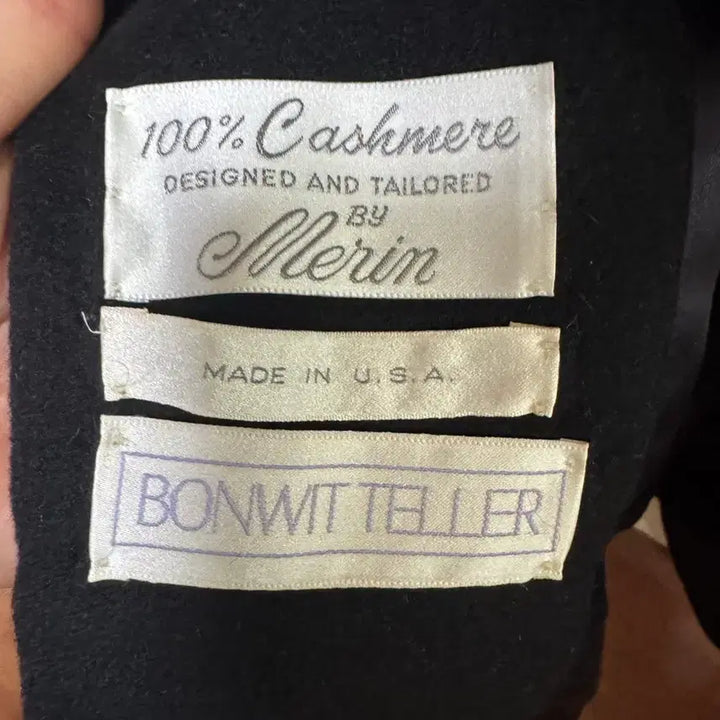 100% Cashmere
DESIGNED AND TAILORED
BY
Merin
MADE IN U.S.A.
BONWIT TELLER